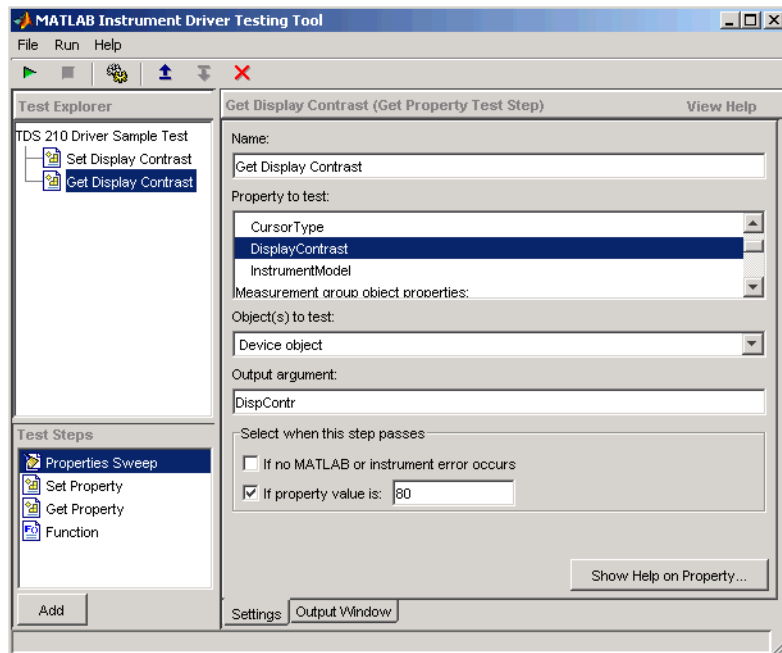 MATLAB Instrument Driver Testing Tool
File Run Help
Test Explorer
TDS 210 Driver Sample Test
Set Display Contrast
Get Display Contrast
Test Steps
Properties Sweep
Set Property
Get Property
Function
Add
Get Display Contrast (Get Property Test Step) View Help
Name:
Get Display Contrast
Property to test:
CursorType
DisplayContrast
InstrumentModel
Measurement group object properties:
Object(s) to test:
Device object
Output argument:
DispContr
Select when this step passes
If no MATLAB or instrument error occurs
If property value is: 80
Show Help on Property...
Settings Output Window